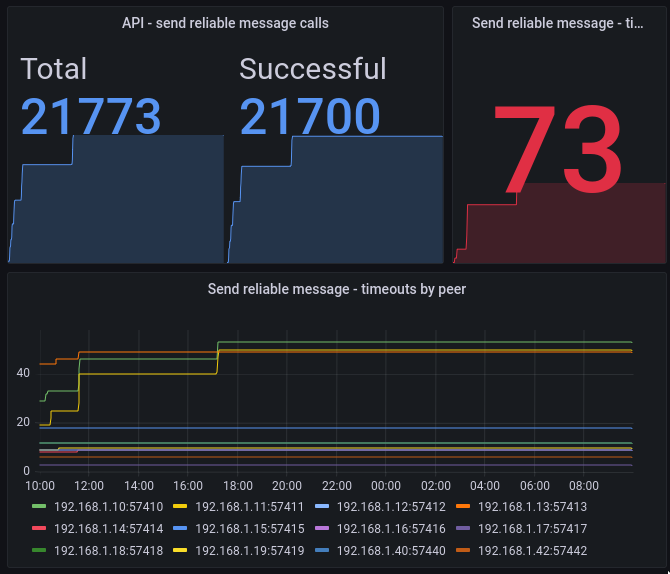 API - send reliable message calls
Send reliable message - ti...
Total
Successful
21773
21700
73
Send reliable message - timeouts by peer
40
20
0
10:00 12:00 14:00 16:00 18:00 20:00 22:00 00:00 02:00 04:00 06:00 08:00
192.168.1.10:57410 192.168.1.11:57411 192.168.1.12:57412 192.168.1.13:57413
192.168.1.14:57414 192.168.1.15:57415 192.168.1.16:57416 192.168.1.17:57417
192.168.1.18:57418 192.168.1.19:57419 192.168.1.40:57440 192.168.1.42:57442